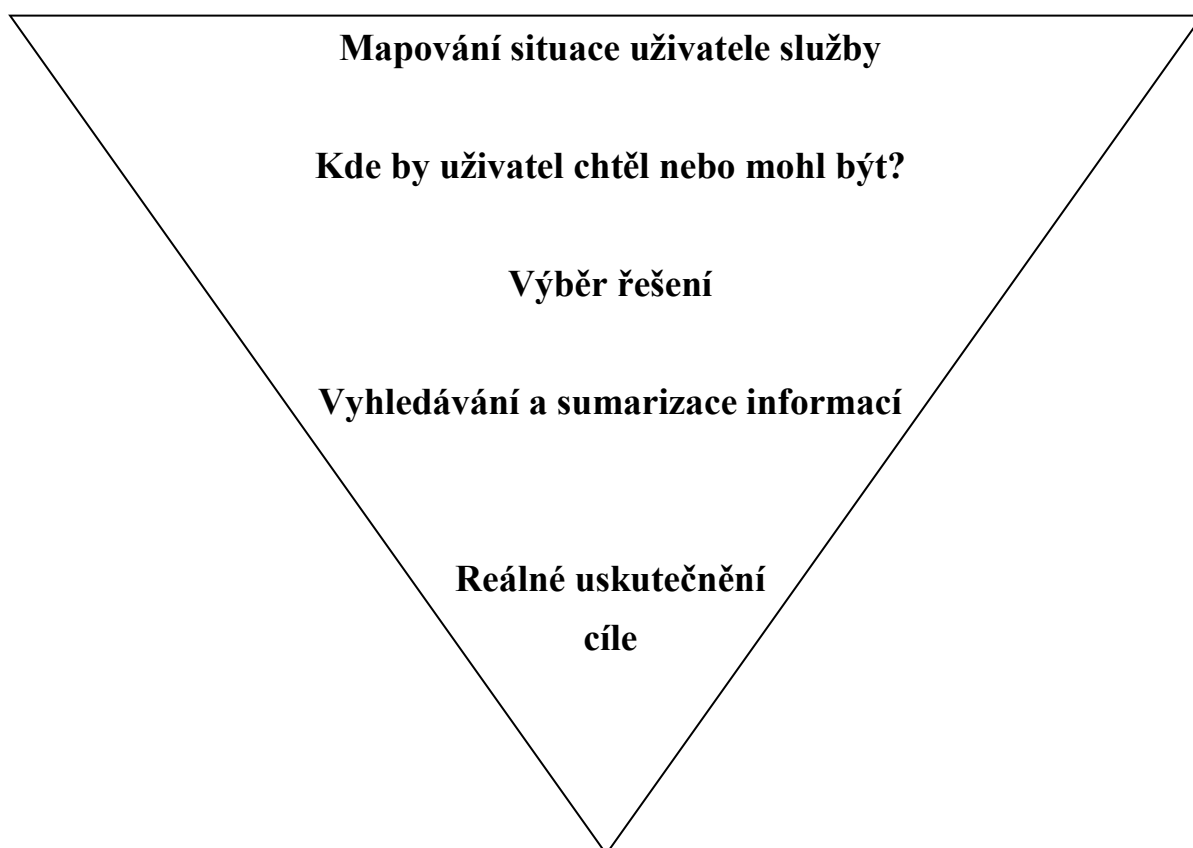 Mapování situace uživatele služby
Kde by uživatel chtěl nebo mohl být?
Výběr řešení
Vyhledávání a sumarizace informací
Reálné uskutečnění
cíle